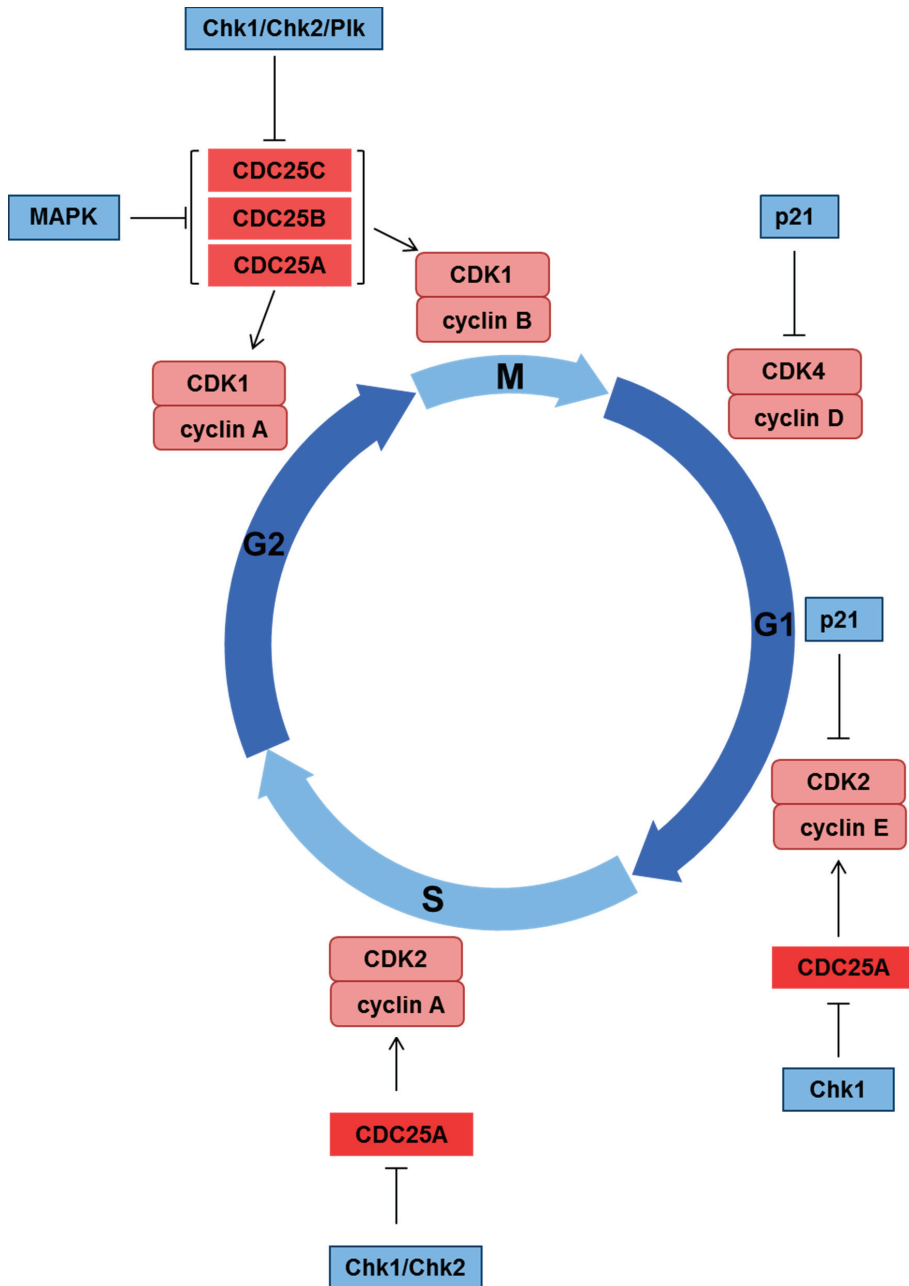 Chk1/Chk2/Plk
CDC25C
MAPK
CDC25B
p21
CDC25A
CDK1
cyclin B
CDK1
cyclin A
M
CDK4
cyclin D
G2
G1
p21
CDK2
cyclin E
S
CDK2
cyclin A
CDC25A
Chk1
CDC25A
Chk1/Chk2